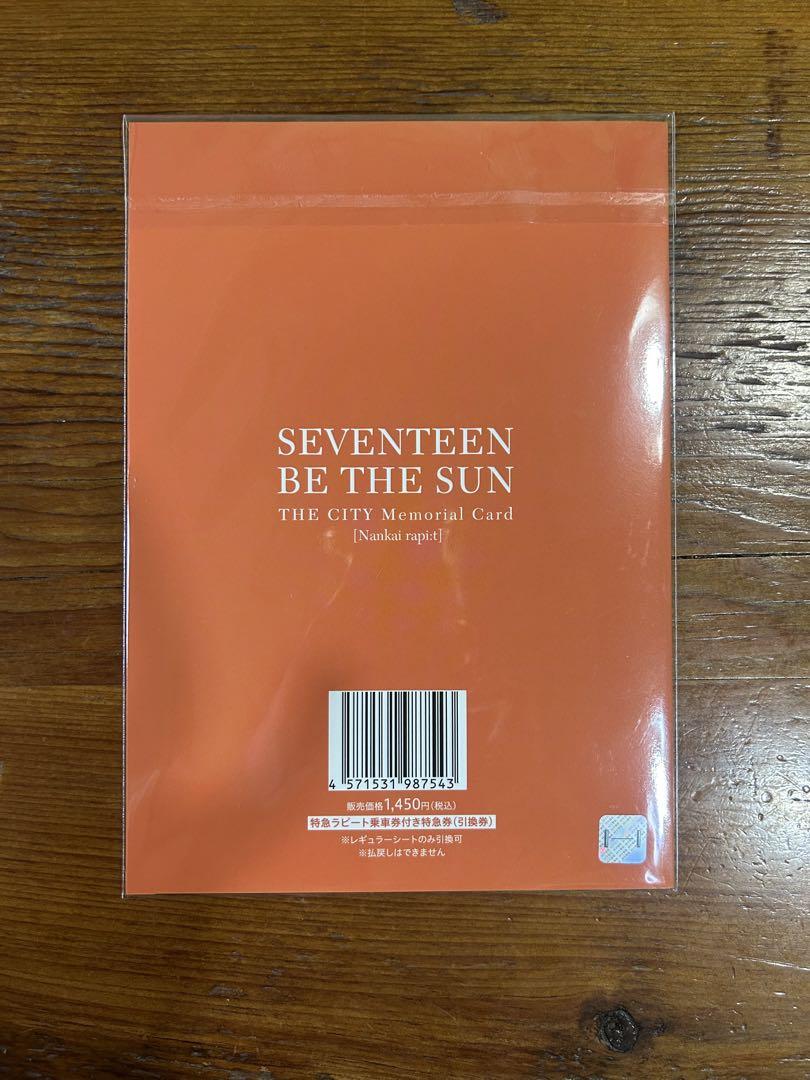 SEVENTEEN
BE THE SUN
THE CITY Memorial Card
[Nankai rapi:t]
4 571531 987543
販売価格1,450円(税込)
特急ラピート乗車券付き特急券(引換券)
※レギュラーシートのみ引換可
※払戻しはできません